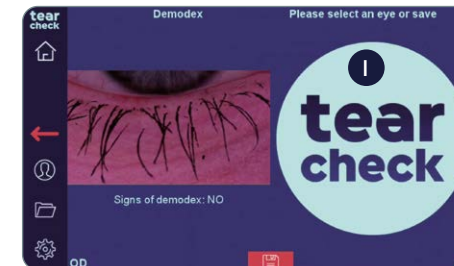 tear
check
Demodex
Please select an eye or save
I
tear
check
Signs of demodex: NO
OD